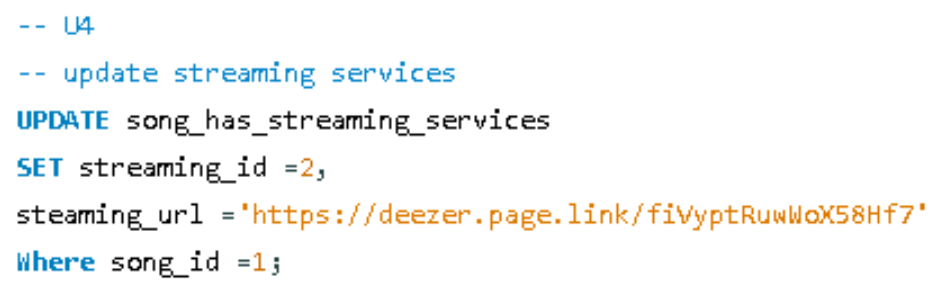 -- U4
-- update streaming services
UPDATE song_has_streaming_services
SET streaming_id =2,
steaming_url ='https://deezer.page.link/fiVyptRuwWoX58Hf7'
Where song_id =1;